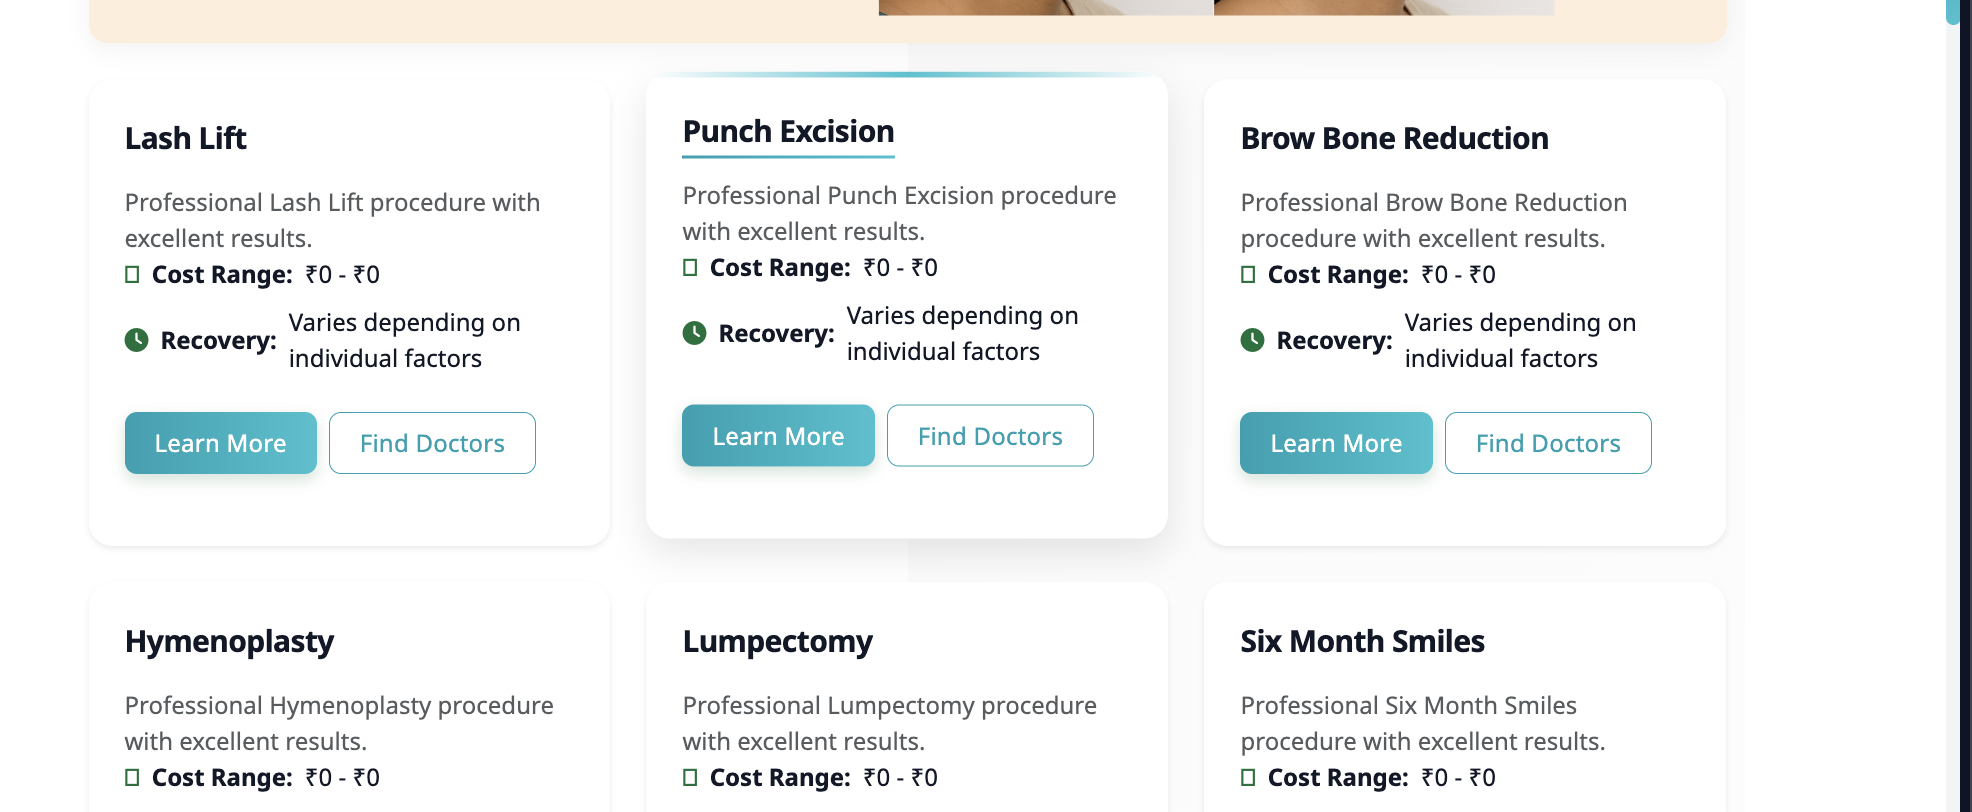 Lash Lift
Professional Lash Lift procedure with
excellent results.
Cost Range: ₹0 - ₹0
Recovery: Varies depending on
individual factors
Learn More Find Doctors
Punch Excision
Professional Punch Excision procedure
with excellent results.
Cost Range: ₹0 - ₹0
Recovery: Varies depending on
individual factors
Learn More Find Doctors
Brow Bone Reduction
Professional Brow Bone Reduction
procedure with excellent results.
Cost Range: ₹0 - ₹0
Recovery: Varies depending on
individual factors
Learn More Find Doctors
Hymenoplasty
Professional Hymenoplasty procedure
with excellent results.
Cost Range: ₹0 - ₹0
Lumpectomy
Professional Lumpectomy procedure
with excellent results.
Cost Range: ₹0 - ₹0
Six Month Smiles
Professional Six Month Smiles
procedure with excellent results.
Cost Range: ₹0 - ₹0